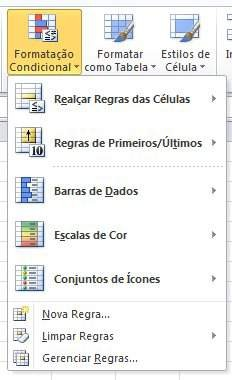 Formatação
Condicional
Formatar
como Tabela
Estilos de
Célula
Realçar Regras das Células
Regras de Primeiros/Últimos
10
Barras de Dados
Escalas de Cor
Conjuntos de Ícones
Nova Regra...
Limpar Regras
Gerenciar Regras...